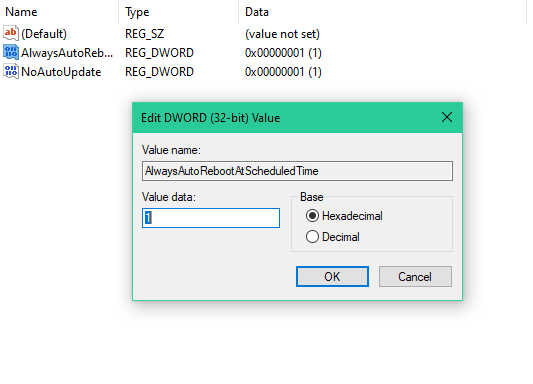 Name Type Data
(Default) REG_SZ (value not set)
AlwaysAutoReb... REG_DWORD 0x00000001 (1)
NoAutoUpdate REG_DWORD 0x00000001 (1)
Edit DWORD (32-bit) Value
Value name:
AlwaysAutoRebootAtScheduledTime
Value data:
1
Base
Hexadecimal
Decimal
OK Cancel